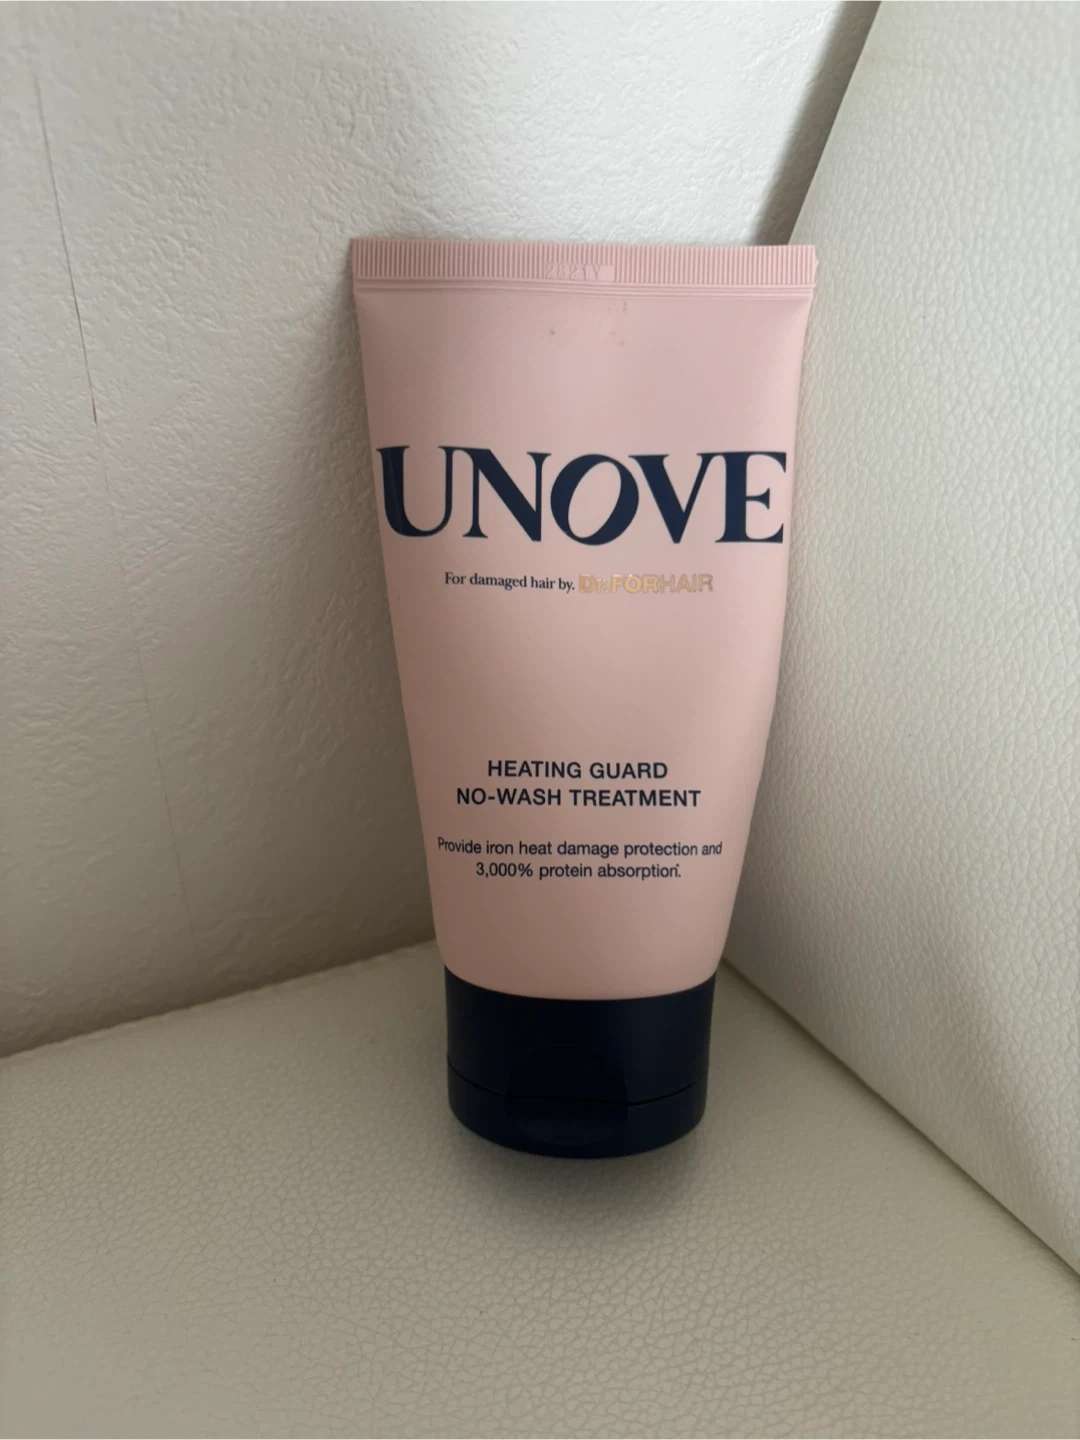 UNOVE
For damaged hair by. Dr.FORHAIR
HEATING GUARD
NO-WASH TREATMENT
Provide iron heat damage protection and
3,000% protein absorption*.